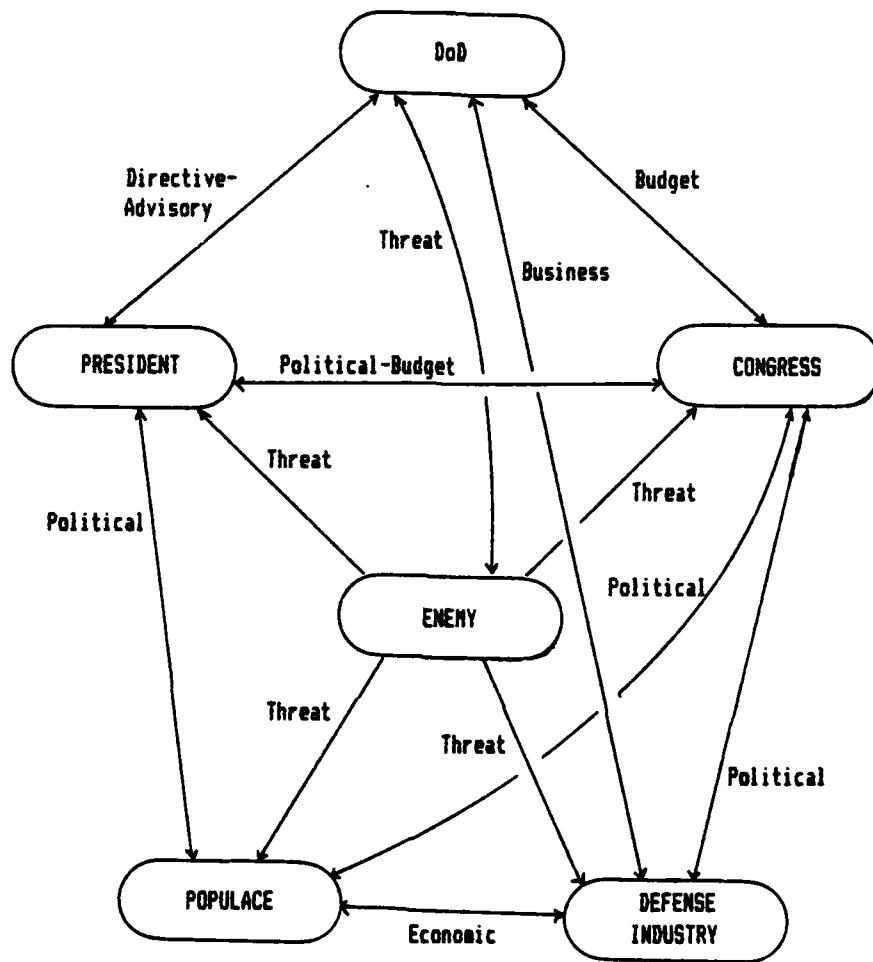 DoD
Directive-
Advisory
Budget
Threat
Business
PRESIDENT
Political-Budget
CONGRESS
Threat
Threat
Political
Political
ENEMY
Threat
Threat
Political
POPULACE
DEFENSE
INDUSTRY
Economic